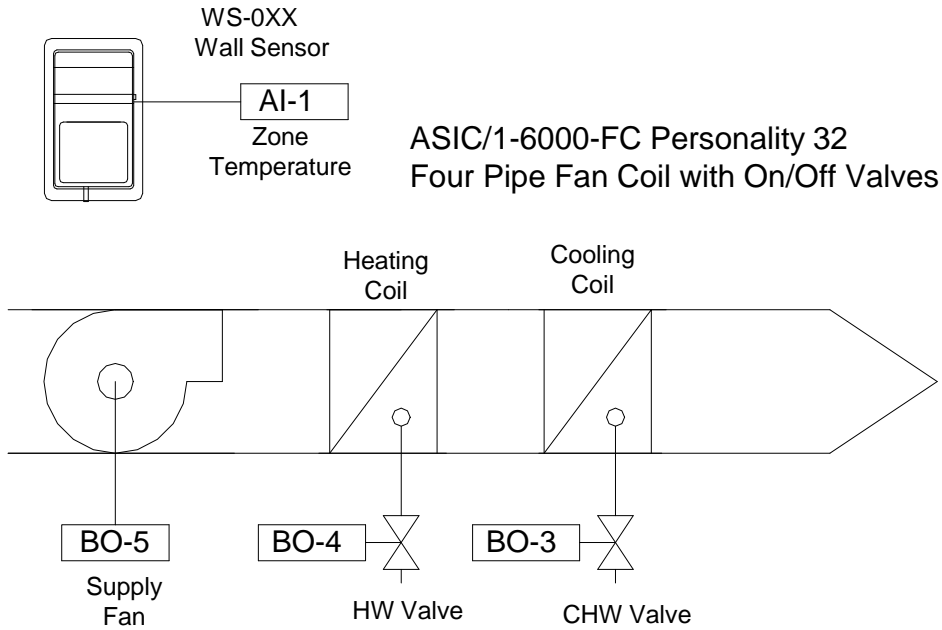 WS-0XX
Wall Sensor
AI-1
Zone
Temperature
ASIC/1-6000-FC Personality 32
Four Pipe Fan Coil with On/Off Valves
Heating
Coil
Cooling
Coil
BO-5
Supply
Fan
BO-4
HW Valve
BO-3
CHW Valve